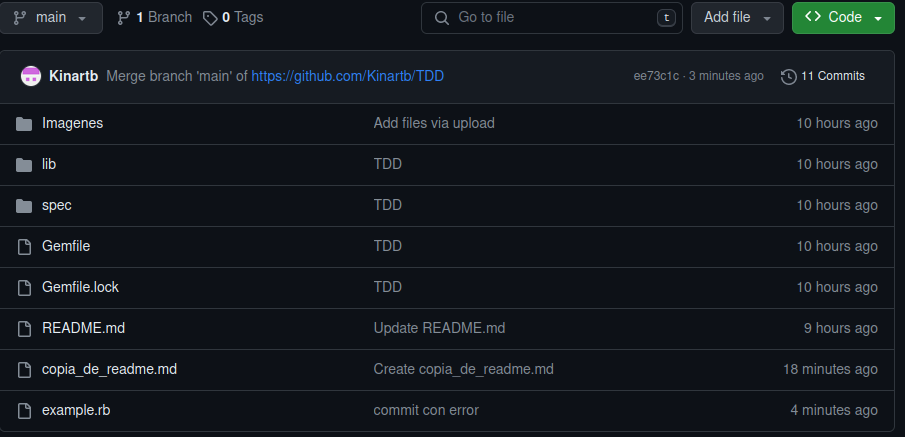 main 1 Branch 0 Tags Go to file t Add file Code
Kinartb Merge branch 'main' of https://github.com/Kinartb/TDD ee73c1c · 3 minutes ago 11 Commits
Imagenes Add files via upload 10 hours ago
lib TDD 10 hours ago
spec TDD 10 hours ago
Gemfile TDD 10 hours ago
Gemfile.lock TDD 10 hours ago
README.md Update README.md 9 hours ago
copia_de_readme.md Create copia_de_readme.md 18 minutes ago
example.rb commit con error 4 minutes ago